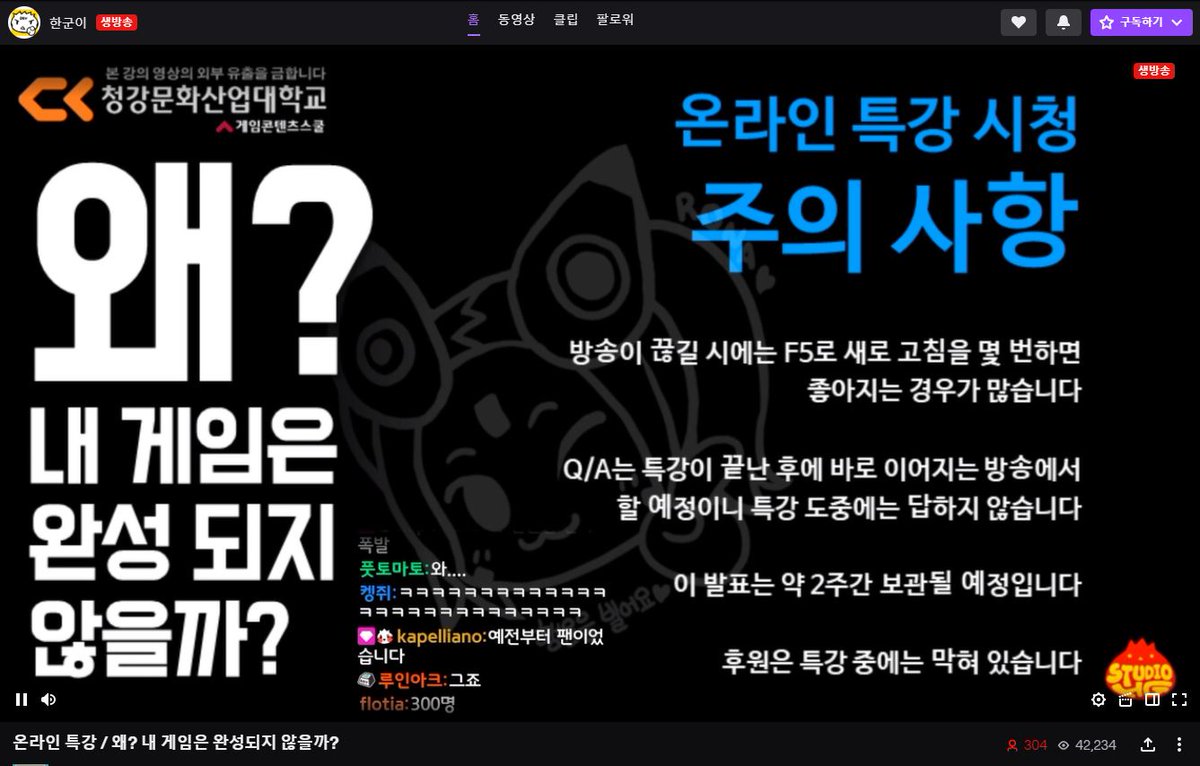 한군이 생방송
홈 동영상 클립 팔로워
구독하기
본 강의 영상의 외부 유출을 금합니다
청강문화산업대학교
게임콘텐츠스쿨
생방송
왜?
내 게임은
완성 되지
않을까?
온라인 특강 시청
주의 사항
방송이 끊길 시에는 F5로 새로 고침을 몇 번하면
좋아지는 경우가 많습니다
Q/A는 특강이 끝난 후에 바로 이어지는 방송에서
할 예정이니 특강 도중에는 답하지 않습니다
이 발표는 약 2주간 보관될 예정입니다
후원은 특강 중에는 막혀 있습니다
폭발
풋토마토:와....
켕쥐:ㅋㅋㅋㅋㅋㅋㅋㅋㅋㅋㅋㅋㅋ
ㅋㅋㅋㅋㅋㅋㅋㅋㅋㅋㅋㅋㅋㅋ
kapelliano:예전부터 팬이었
습니다
루인아크:그죠
flotia:300명
STUDIO
온라인 특강 / 왜? 내 게임은 완성되지 않을까?
304 42,234